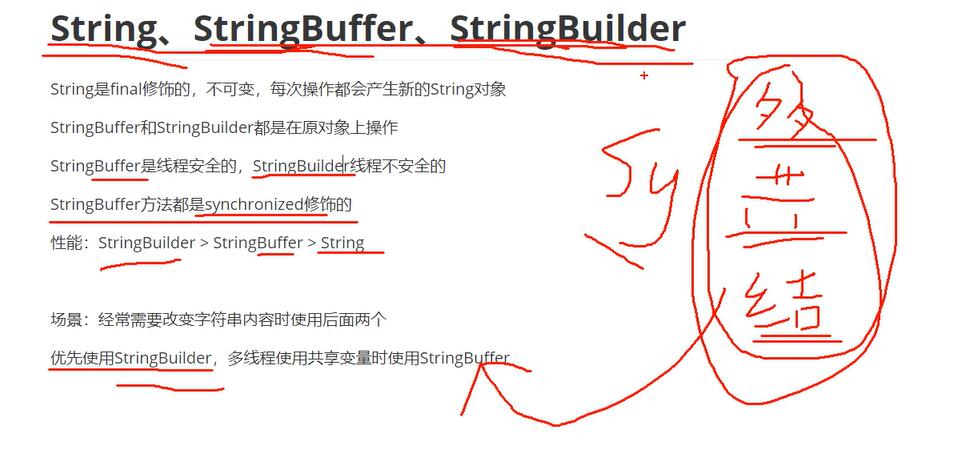 String、StringBuffer、StringBuilder
String是final修饰的，不可变，每次操作都会产生新的String对象
StringBuffer和StringBuilder都是在原对象上操作
StringBuffer是线程安全的，StringBuilder线程不安全的
StringBuffer方法都是synchronized修饰的
性能：StringBuilder > StringBuffer > String
场景：经常需要改变字符串内容时使用后面两个
优先使用StringBuilder，多线程使用共享变量时使用StringBuffer
Sy
多
共
结